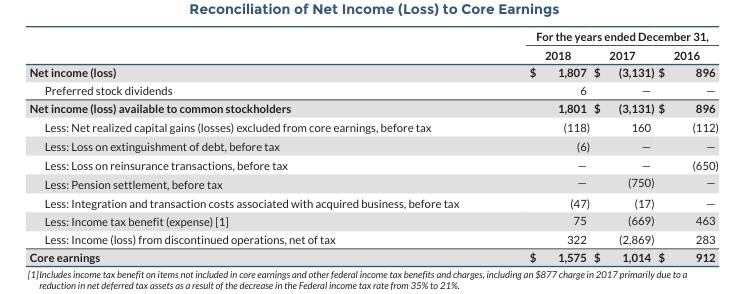 Reconciliation of Net Income (Loss) to Core Earnings
For the years ended December 31,
2018 2017 2016
Net income (loss) $ 1,807 $ (3,131) $ 896
Preferred stock dividends 6 — —
Net income (loss) available to common stockholders 1,801 (3,131) 896
Less: Net realized capital gains (losses) excluded from core earnings, before tax (118) 160 (112)
Less: Loss on extinguishment of debt, before tax (6) — —
Less: Loss on reinsurance transactions, before tax — — (650)
Less: Pension settlement, before tax — (750) —
Less: Integration and transaction costs associated with acquired business, before tax (47) (17) —
Less: Income tax benefit (expense) [1] 75 (669) 463
Less: Income (loss) from discontinued operations, net of tax 322 (2,869) 283
Core earnings $ 1,575 $ 1,014 $ 912
[1]Includes income tax benefit on items not included in core earnings and other federal income tax benefits and charges, including an $877 charge in 2017 primarily due to a
reduction in net deferred tax assets as a result of the decrease in the Federal income tax rate from 35% to 21%.